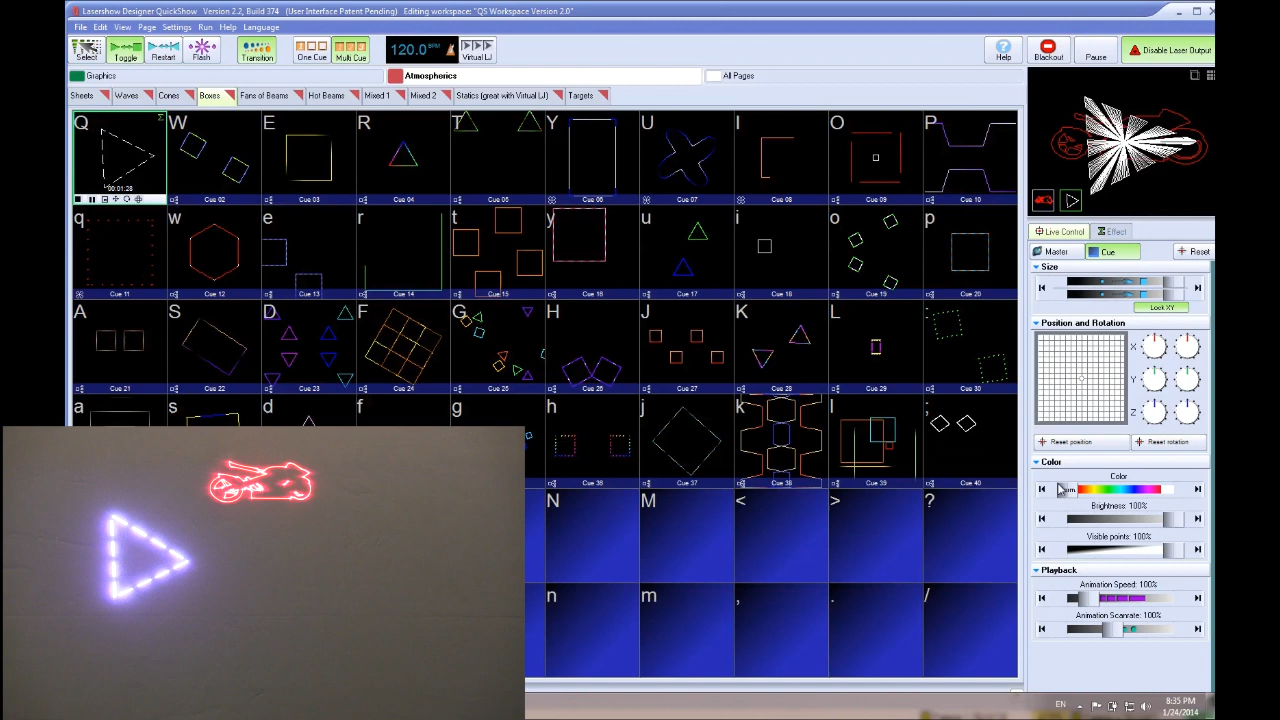 Lasershow Designer QuickShow Version 2.2, Build 374 (User Interface Patent Pending) Editing workspace: "QS Workspace Version 2.0"
File Edit View Page Settings Run Help Language
Select Toggle Restart Flash Transition One Cue Multi Cue 120.0 BPM Virtual LJ Help Blackout Pause Disable Laser Output
Graphics Atmospherics All Pages
Sheets Waves Cones Boxes Fans of Beams Hot Beams Mixed 1 Mixed 2 Statics (great with Virtual LJ) Targets
Q W E R T Y U I O P
00:01:28
Cue 02 Cue 03 Cue 04 Cue 05 Cue 06 Cue 07 Cue 08 Cue 09 Cue 10
q w e r t y u i o p
Cue 11 Cue 12 Cue 13 Cue 14 Cue 15 Cue 16 Cue 17 Cue 18 Cue 19 Cue 20
A S D F G H J K L :
Cue 21 Cue 22 Cue 23 Cue 24 Cue 25 Cue 26 Cue 27 Cue 28 Cue 29 Cue 30
a s d f g h j k l ;
Cue 36 Cue 37 Cue 38 Cue 39 Cue 40
N M < > ?
n m , . /
Live Control Effect
Master Cue Reset
Size
Lock XY
Position and Rotation
X
Y
Z
Reset position Reset rotation
Color
Color
Brightness: 100%
Visible points: 100%
Playback
Animation Speed: 100%
Animation Scanrate: 100%
EN 8:35 PM
1/24/2014